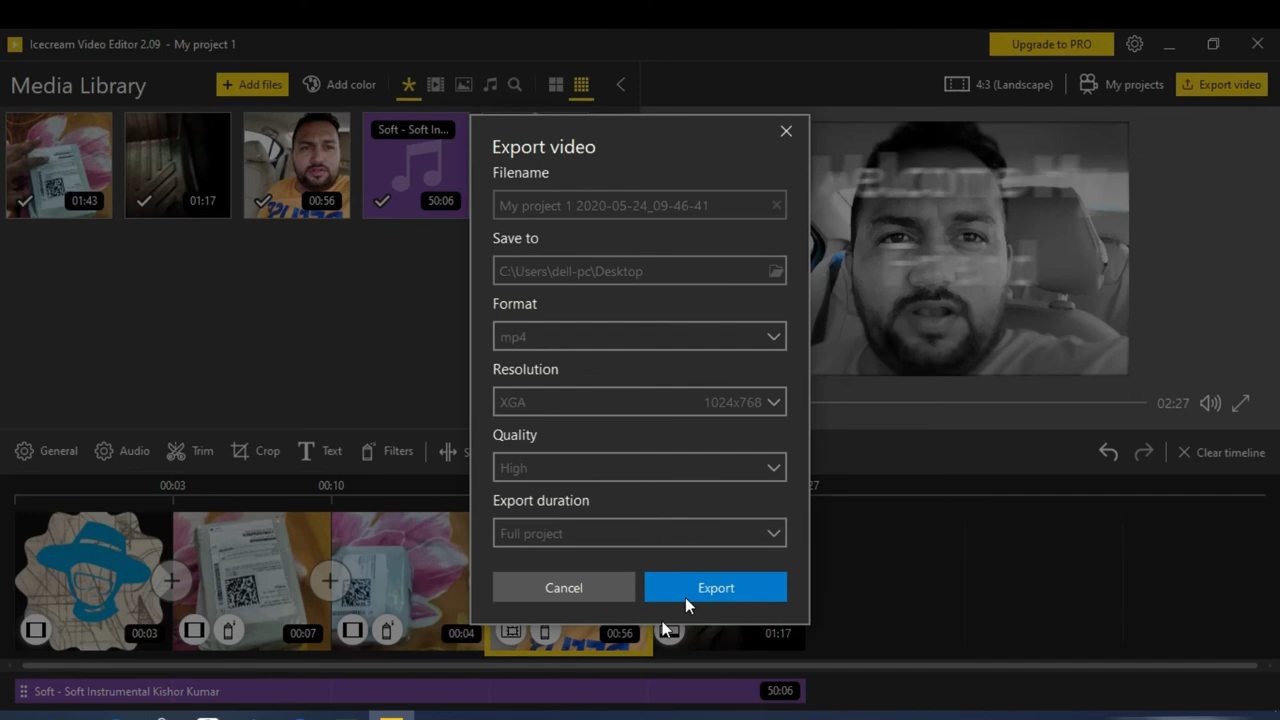 Icecream Video Editor 2.09 - My project 1
Upgrade to PRO
Media Library
Add files
Add color
4:3 (Landscape)
My projects
Export video
01:43
01:17
00:56
Soft - Soft In...
50:06
Export video
Filename
My project 1 2020-05-24_09-46-41
Save to
C:\Users\dell-pc\Desktop
Format
mp4
Resolution
XGA 1024x768
Quality
High
Export duration
Full project
Cancel
Export
02:27
General
Audio
Trim
Crop
Text
Filters
S
Clear timeline
00:03
00:10
27
00:03
00:07
00:04
00:56
01:17
Soft - Soft Instrumental Kishor Kumar
50:06